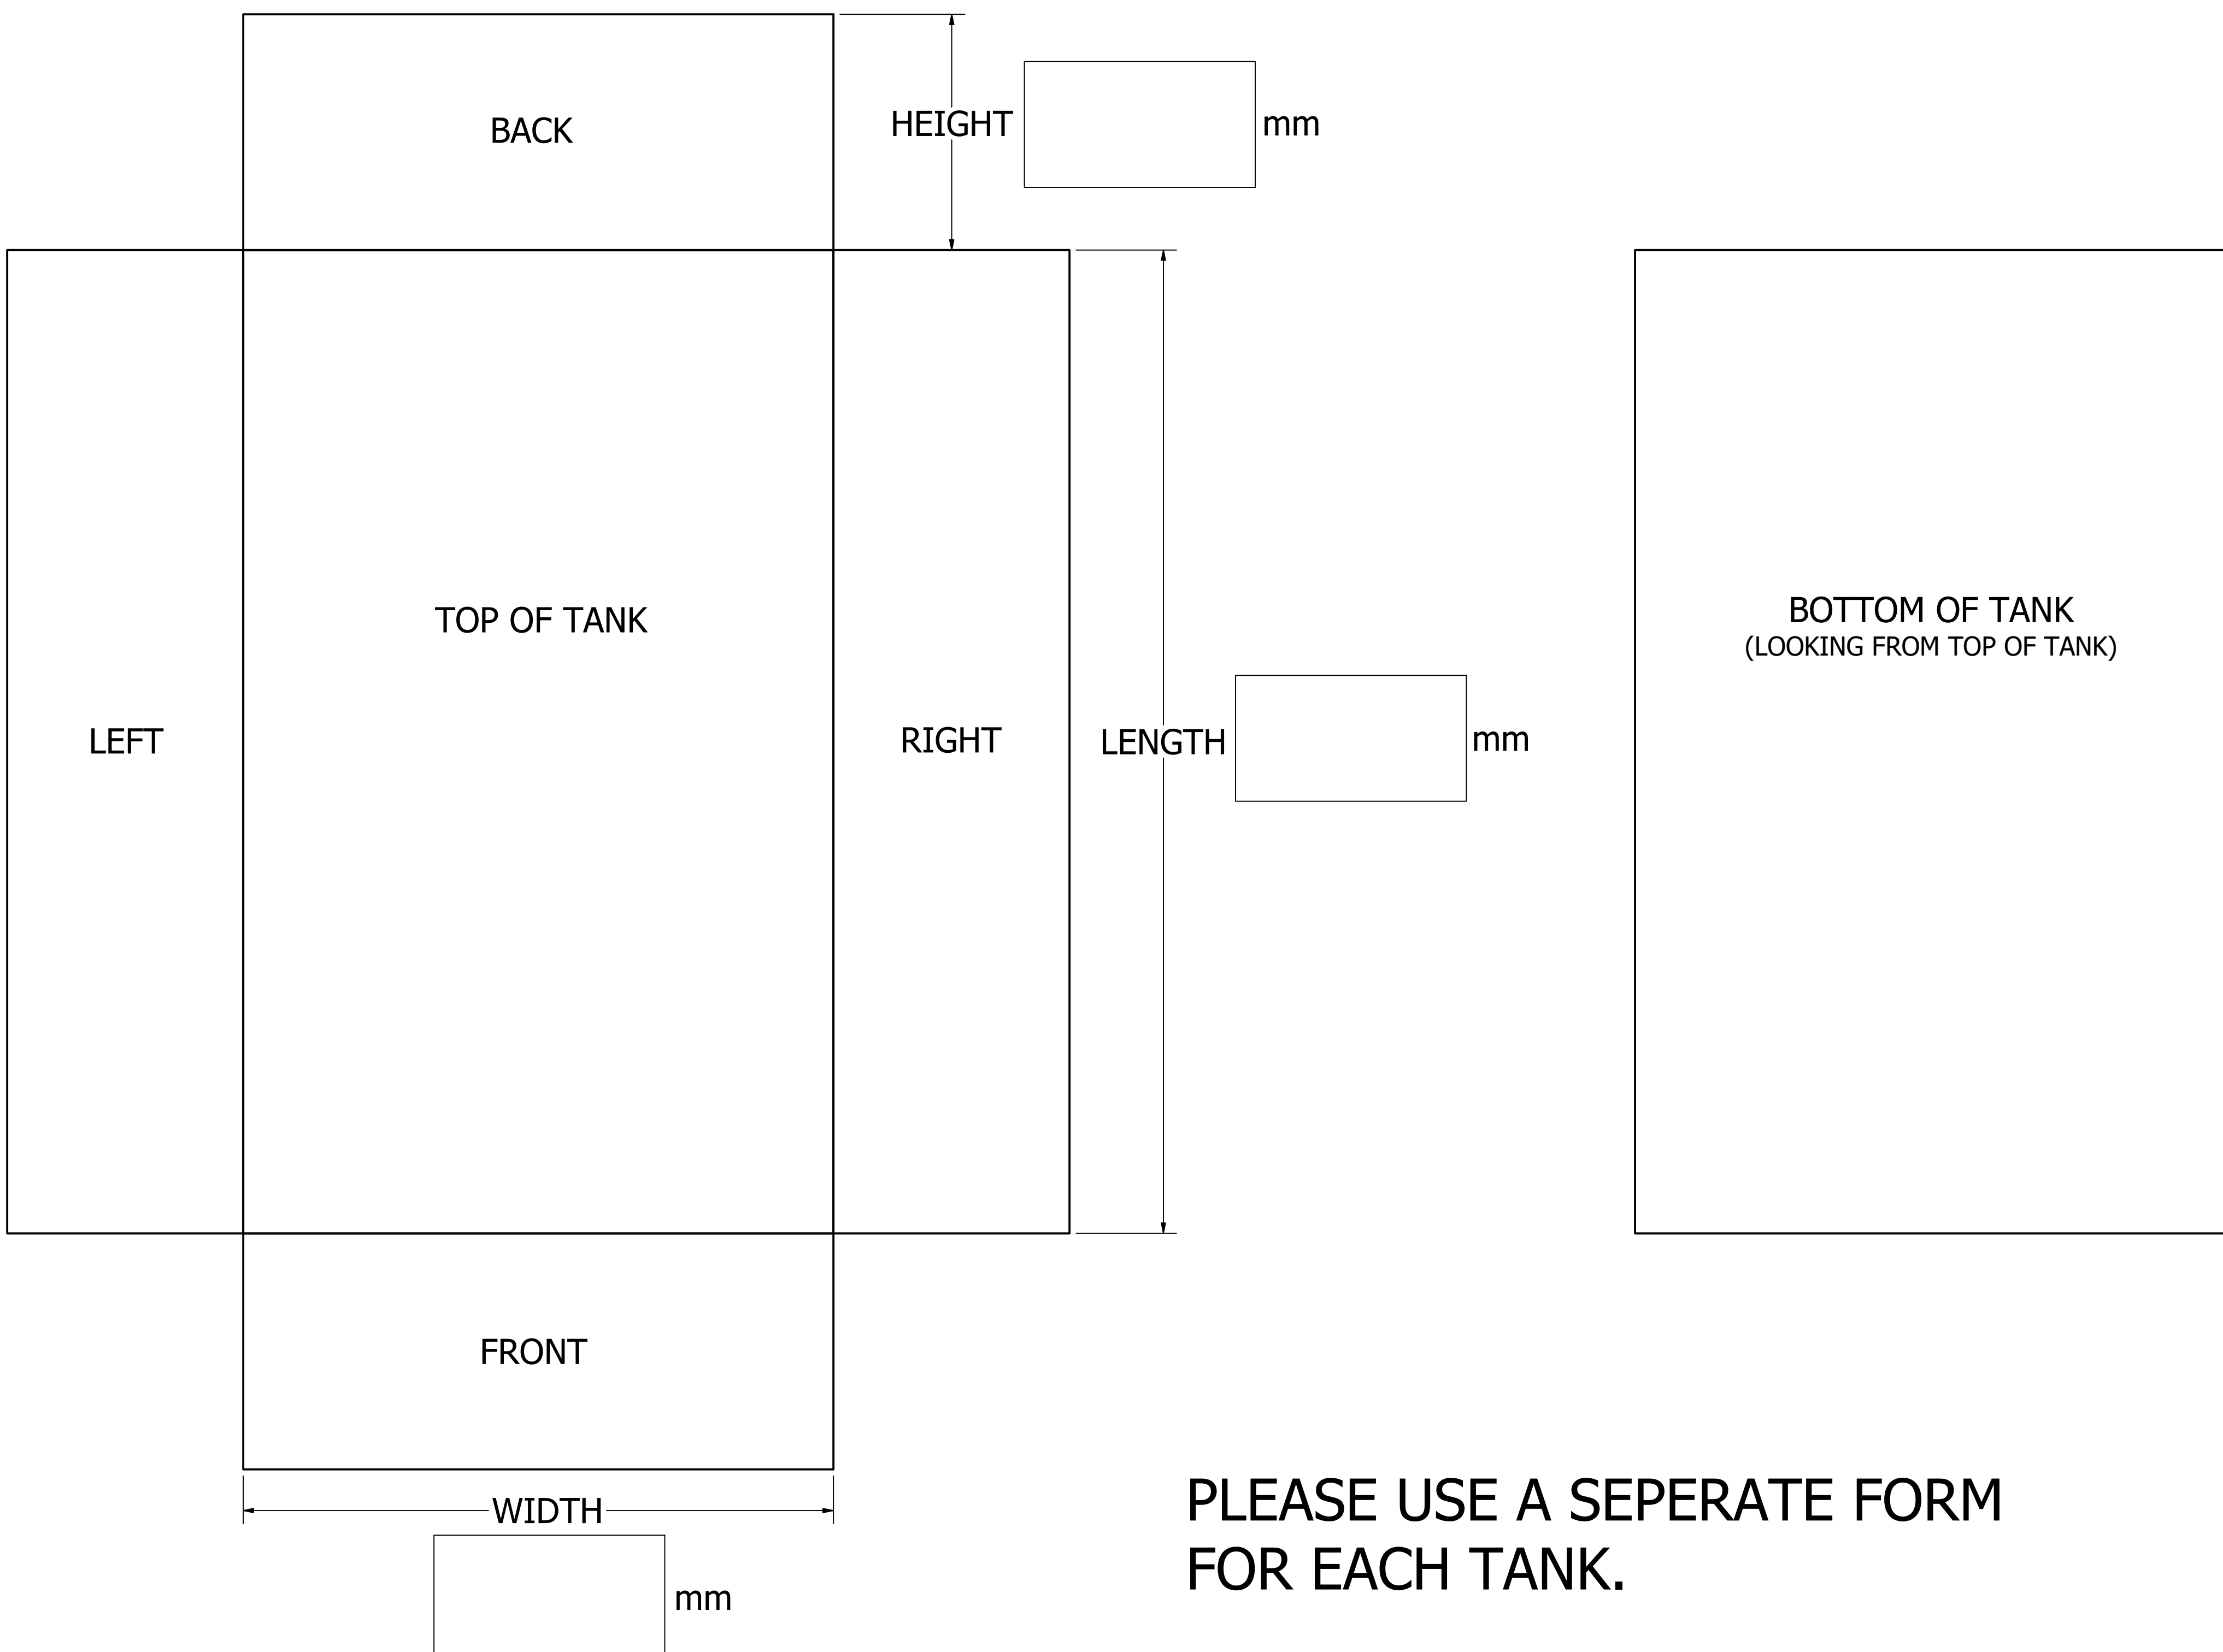 BACK
HEIGHT
mm
TOP OF TANK
BOTTOM OF TANK
(LOOKING FROM TOP OF TANK)
LEFT
RIGHT
LENGTH
mm
FRONT
WIDTH
mm
PLEASE USE A SEPERATE FORM
FOR EACH TANK.